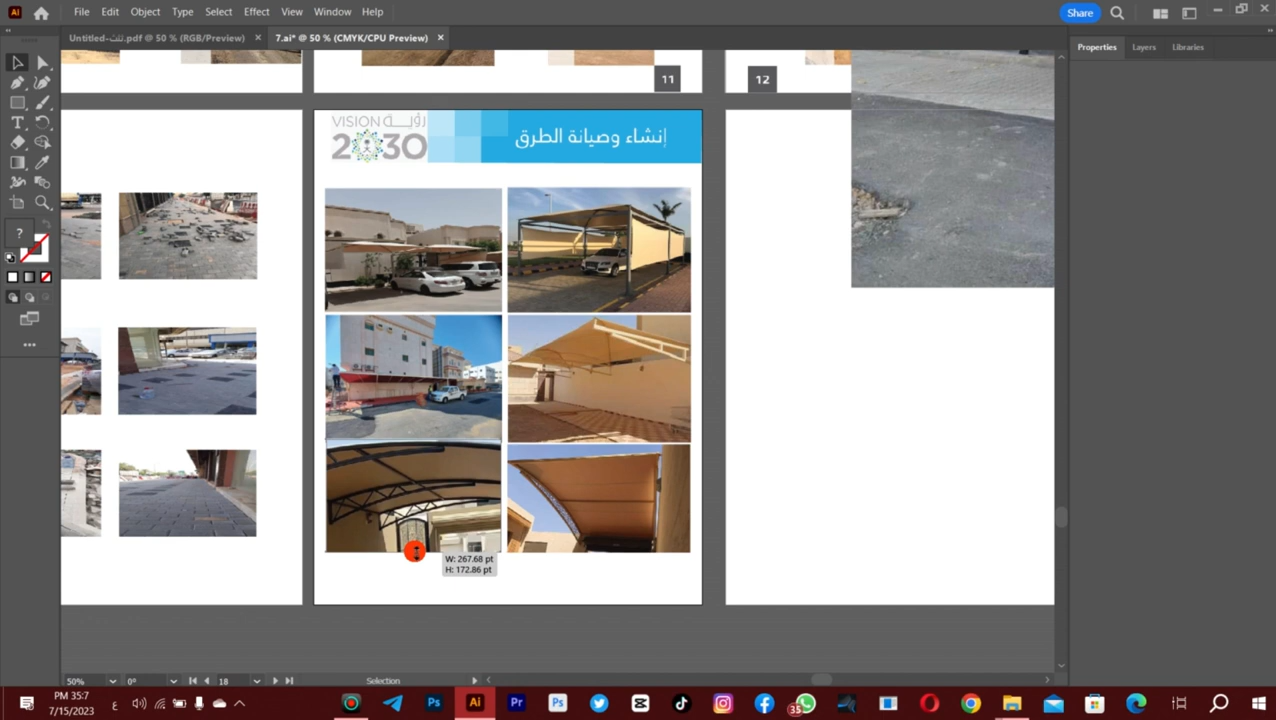 File Edit Object Type Select Effect View Window Help
Share
Untitled-ثلث.pdf @ 50 % (RGB/Preview)
7.ai* @ 50 % (CMYK/CPU Preview)
Properties Layers Libraries
11
12
VISION رؤيـــة
2030
إنشاء وصيانة الطرق
W: 267.68 pt
H: 172.86 pt
50%
0°
18
Selection
PM 35:7
7/15/2023
ع
35